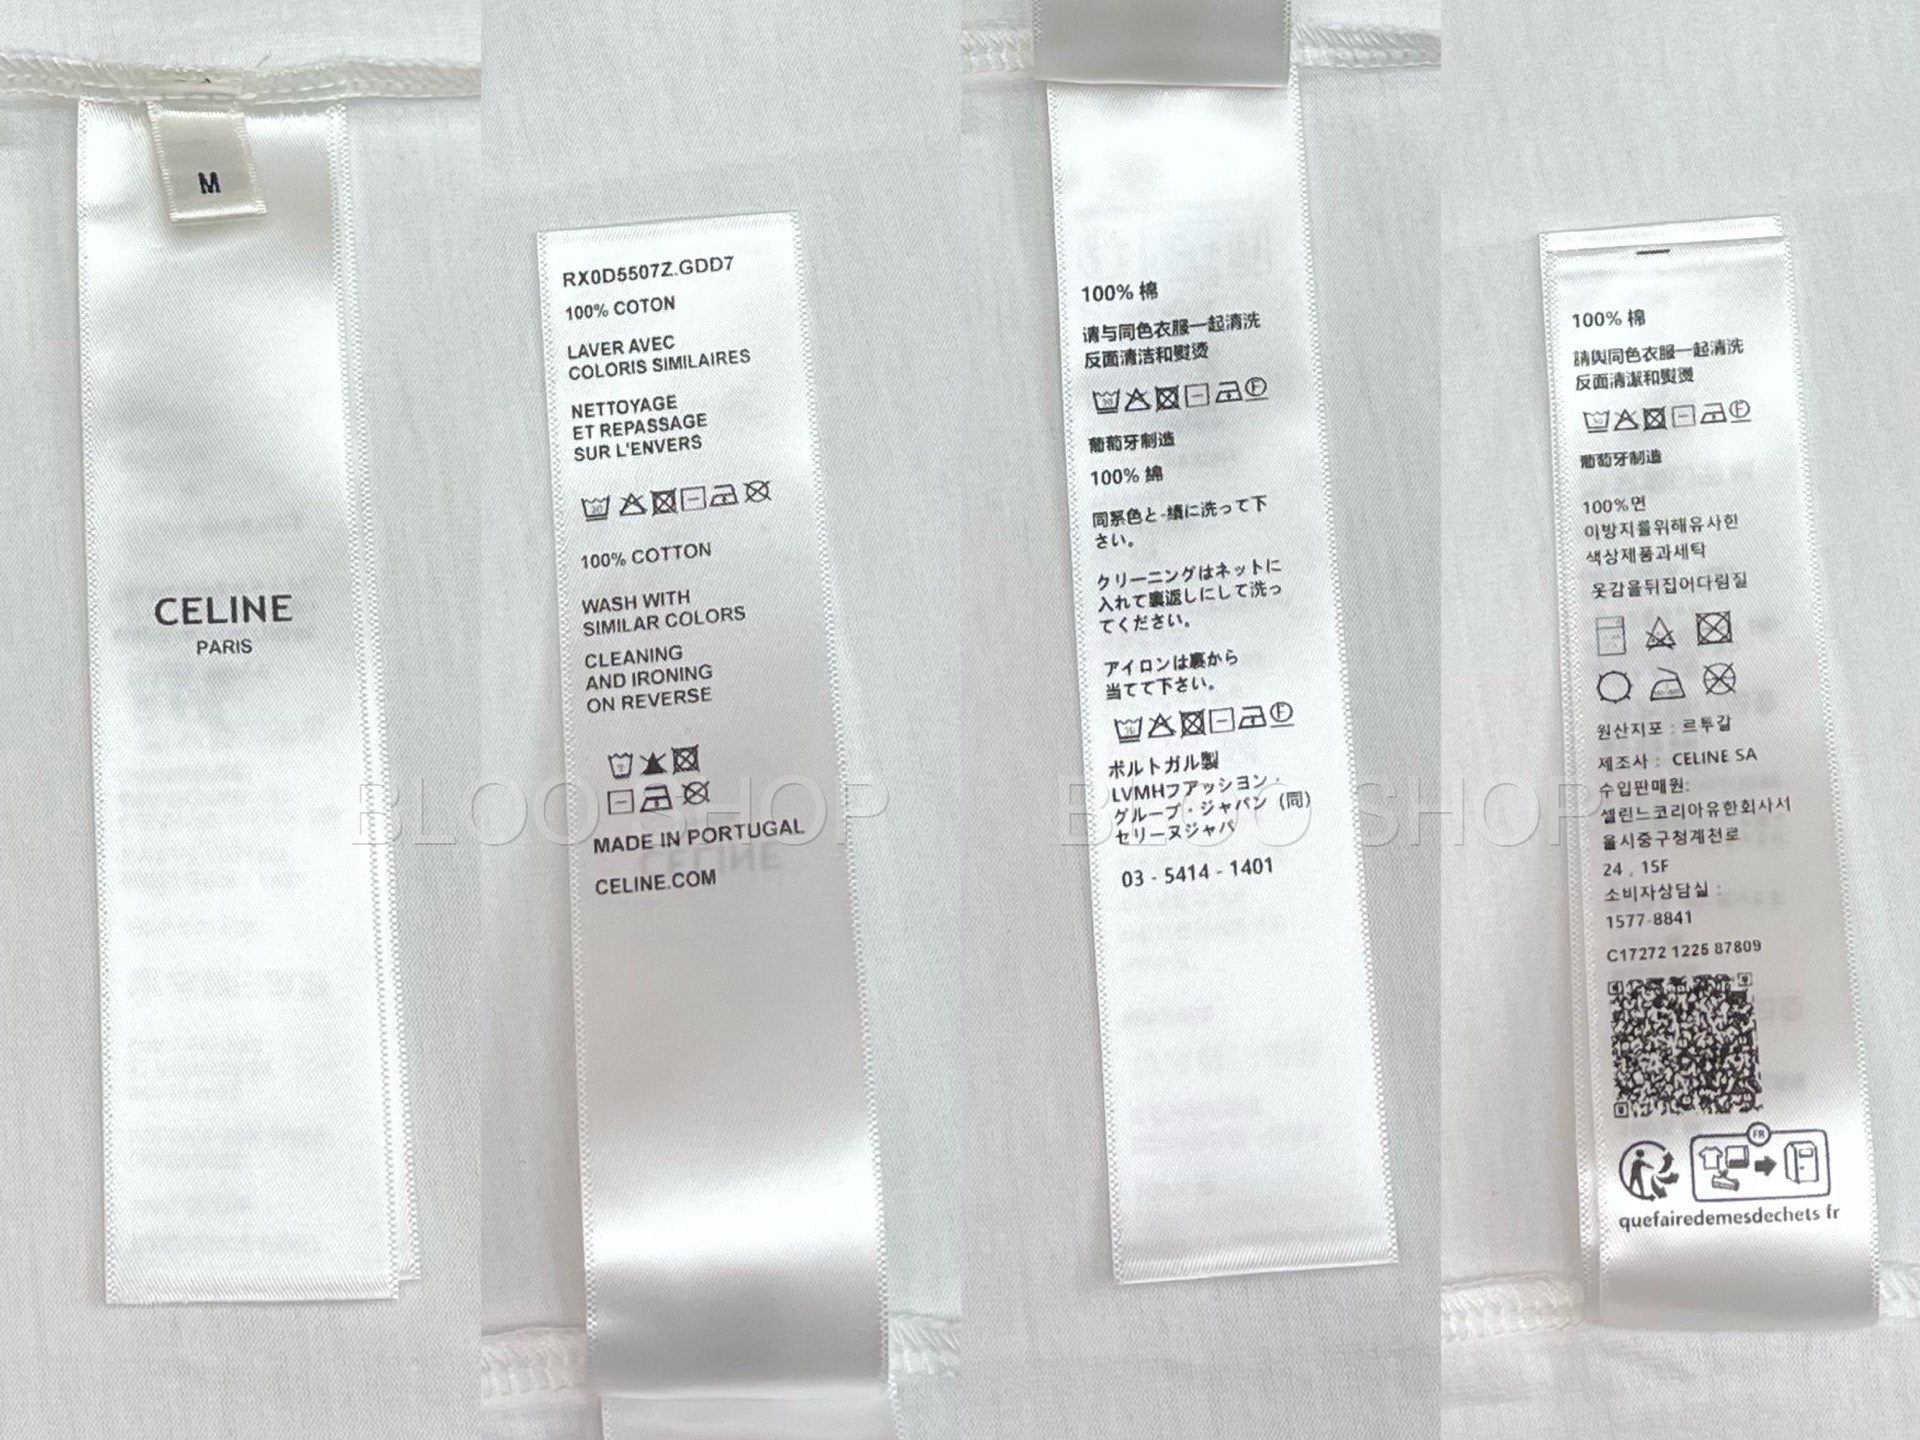 M
CELINE
PARIS
RX0D5507Z.GDD7
100% COTON
LAVER AVEC
COLORIS SIMILAIRES
NETTOYAGE
ET REPASSAGE
SUR L'ENVERS
100% COTTON
WASH WITH
SIMILAR COLORS
CLEANING
AND IRONING
ON REVERSE
MADE IN PORTUGAL
CELINE.COM
100% 棉
请与同色衣服一起清洗
反面清洁和熨烫
F
葡萄牙制造
100% 綿
同系色と-績に洗って下
さい。
クリーニングはネットに
入れて裏返しにして洗っ
てください。
アイロンは裏から
当てて下さい。
F
ポルトガル製
LVMHフアッシヨン・
グループ・ジャパン (同)
セリーヌジャパ
03 - 5414 - 1401
100% 棉
請與同色衣服一起清洗
反面清潔和熨燙
F
葡萄牙制造
100%면
이방지를위해유사힌
색상제품과세탁
옷감을뒤집어다림질
원산지포 : 르투갈
제조사 : CELINE SA
수입판매원:
셀린느코리아유한회사서
울시중구청계천로
24 , 15F
소비자상담실 :
1577-8841
C17272 1225 87809
FR
quefairedemesdechets fr
BLOO SHOP
BLOO SHOP